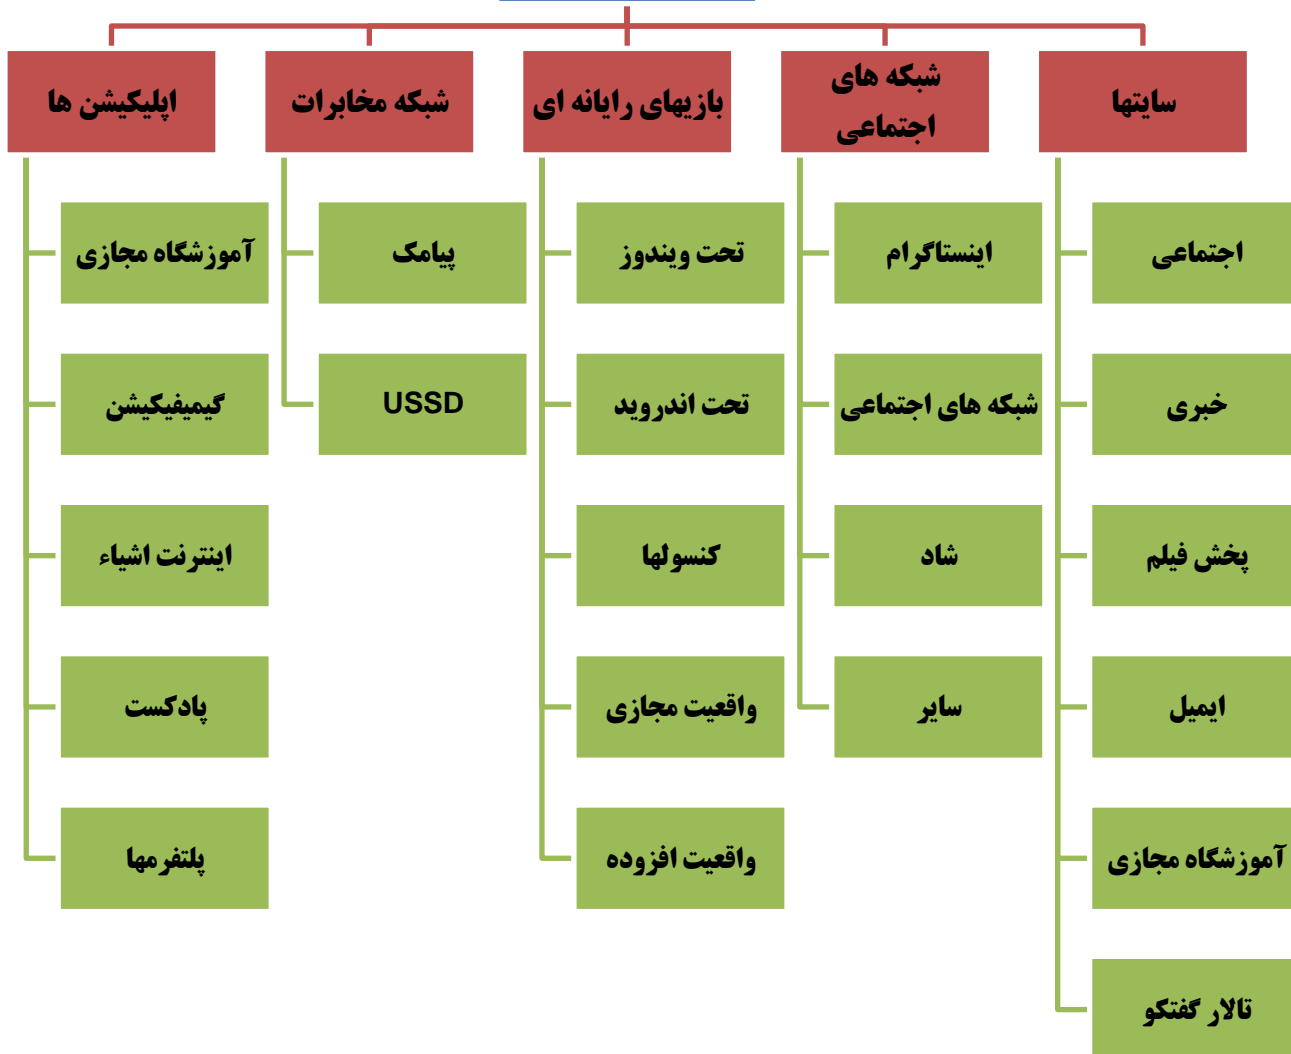 سایتها
شبکه های
اجتماعی
بازیهای رایانه ای
شبکه مخابرات
اپلیکیشن ها
اجتماعی
خبری
پخش فیلم
ایمیل
آموزشگاه مجازی
تالار گفتکو
اینستاگرام
شبکه های اجتماعی
شاد
سایر
تحت ویندوز
تحت اندروید
کنسولها
واقعیت مجازی
واقعیت افزوده
پیامک
USSD
آموزشگاه مجازی
گیمیفیکیشن
اینترنت اشیاء
پادکست
پلتفرمها